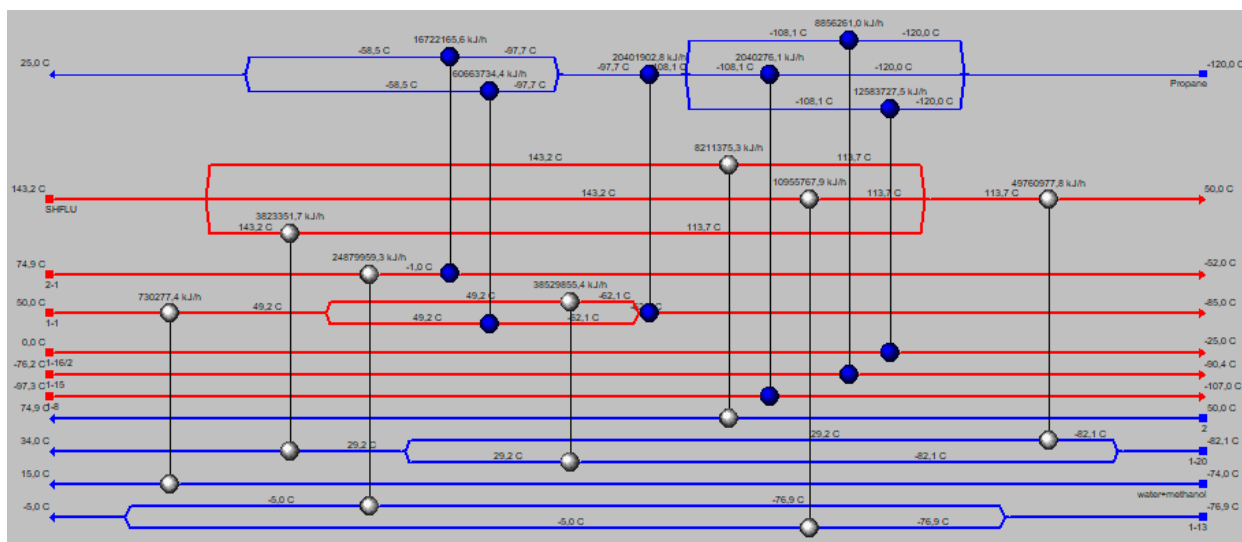 16722165,6 kJ/h
8856261,0 kJ/h
-108,1 C
-120,0 C
-58,5 C
-97,7 C
20401902,8 kJ/h
2040276,1 kJ/h
25,0 C
-120,0 C
60663734,4 kJ/h
-97,7 C
-108,1 C
-108,1 C
-120,0 C
Propane
-58,5 C
-97,7 C
12583727,5 kJ/h
-108,1 C
-120,0 C
8211375,3 kJ/h
143,2 C
113,7 C
10955767,9 kJ/h
49760977,8 kJ/h
143,2 C
143,2 C
113,7 C
113,7 C
50,0 C
SHFLU
3823351,7 kJ/h
143,2 C
113,7 C
24879959,3 kJ/h
74,9 C
-1,0 C
-52,0 C
2-1
38529855,4 kJ/h
730277,4 kJ/h
49,2 C
-62,1 C
50,0 C
49,2 C
-85,0 C
1-1
49,2 C
-62,1 C
0,0 C
-25,0 C
1-16/2
-76,2 C
-90,4 C
1-15
-97,3 C
-107,0 C
74,9 C
50,0 C
2
29,2 C
34,0 C
29,2 C
-82,1 C
-82,1 C
29,2 C
-82,1 C
1-20
15,0 C
-74,0 C
water+methanol
-5,0 C
-76,9 C
-5,0 C
-76,9 C
-5,0 C
-76,9 C
1-13